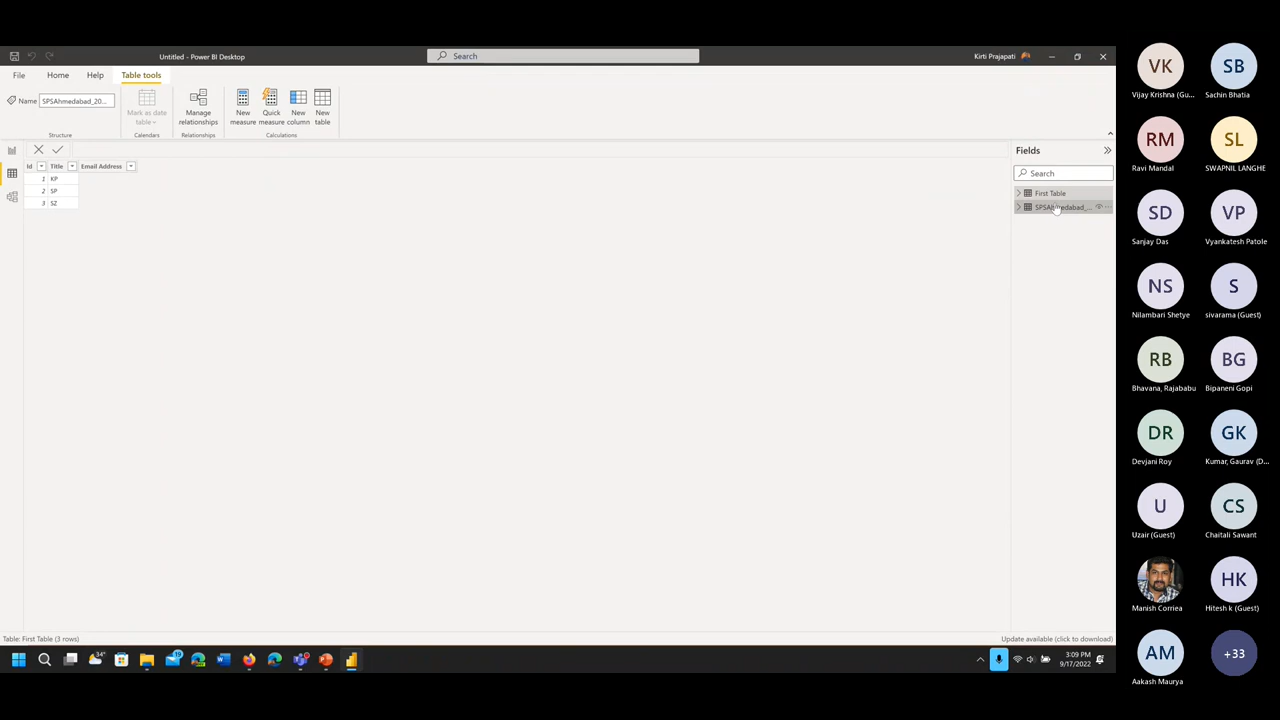 Untitled - Power BI Desktop
Search
Kirti Prajapati
File Home Help Table tools
Name SPSAhmedabad_20...
Mark as date table
Manage relationships
New measure
Quick measure
New column
New table
Structure Calendars Relationships Calculations
Id Title Email Address
1 KP
2 SP
3 SZ
Fields
Search
First Table
Table: First Table (3 rows)
Update available (click to download)
34°
19
3:09 PM
9/17/2022
VK SB
Vijay Krishna (Gu... Sachin Bhatia
RM SL
Ravi Mandal SWAPNIL LANGHE
SD VP
Sanjay Das Vyankatesh Patole
NS S
Nilambari Shetye sivarama (Guest)
RB BG
Bhavana, Rajababu Bipaneni Gopi
DR GK
Devjani Roy Kumar, Gaurav (D...
U CS
Uzair (Guest) Chaitali Sawant
HK
Manish Corriea Hitesh k (Guest)
AM +33
Aakash Maurya